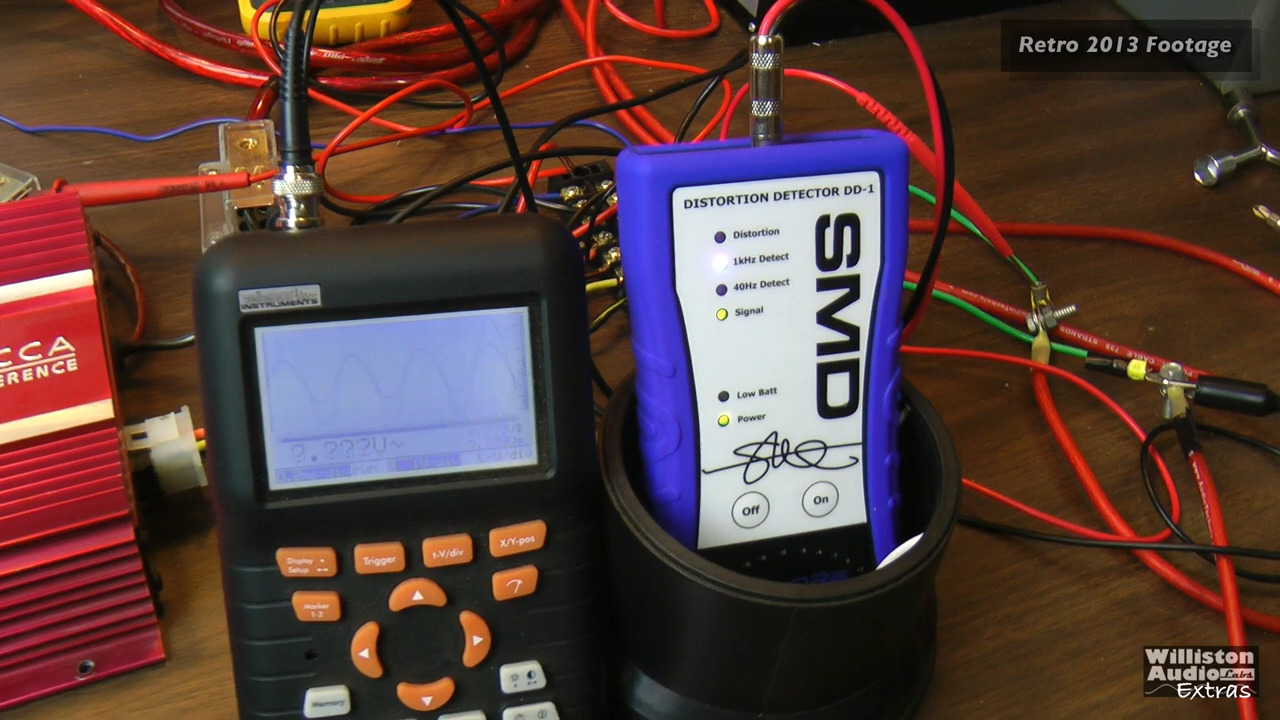 Retro 2013 Footage
DISTORTION DETECTOR DD-1
Distortion
1kHz Detect
40Hz Detect
Signal
SMD
Low Batt
Power
Off
On
INSTRUMENTS
Display
Setup
Trigger
t-V/div
X/Y-pos
Marker
1-2
Memory
Williston
Audio Labs
Extras